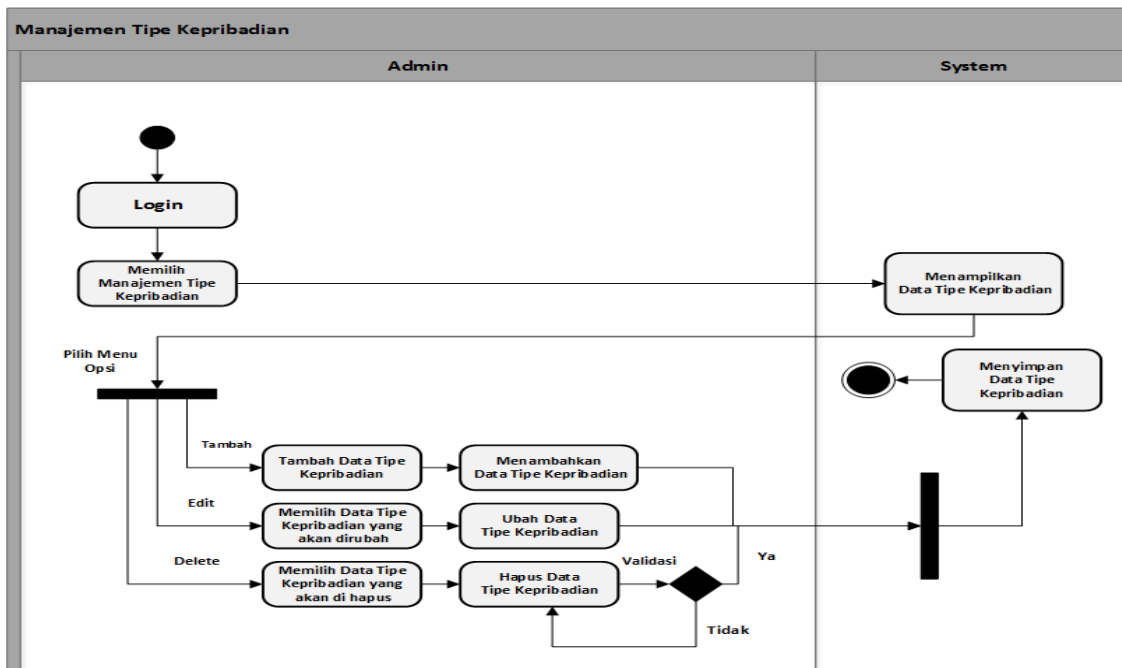 Manajemen Tipe Kepribadian
Admin
System
Login
Memilih
Manajemen Tipe
Kepribadian
Menampilkan
Data Tipe Kepribadian
Pilih Menu
Opsi
Menyimpan
Data Tipe
Kepribadian
Tambah
Tambah Data Tipe
Kepribadian
Menambahkan
Data Tipe Kepribadian
Edit
Memilih Data Tipe
Kepribadian yang
akan dirubah
Ubah Data
Tipe Kepribadian
Delete
Memilih Data Tipe
Kepribadian yang
akan di hapus
Hapus Data
Tipe Kepribadian
Validasi
Ya
Tidak